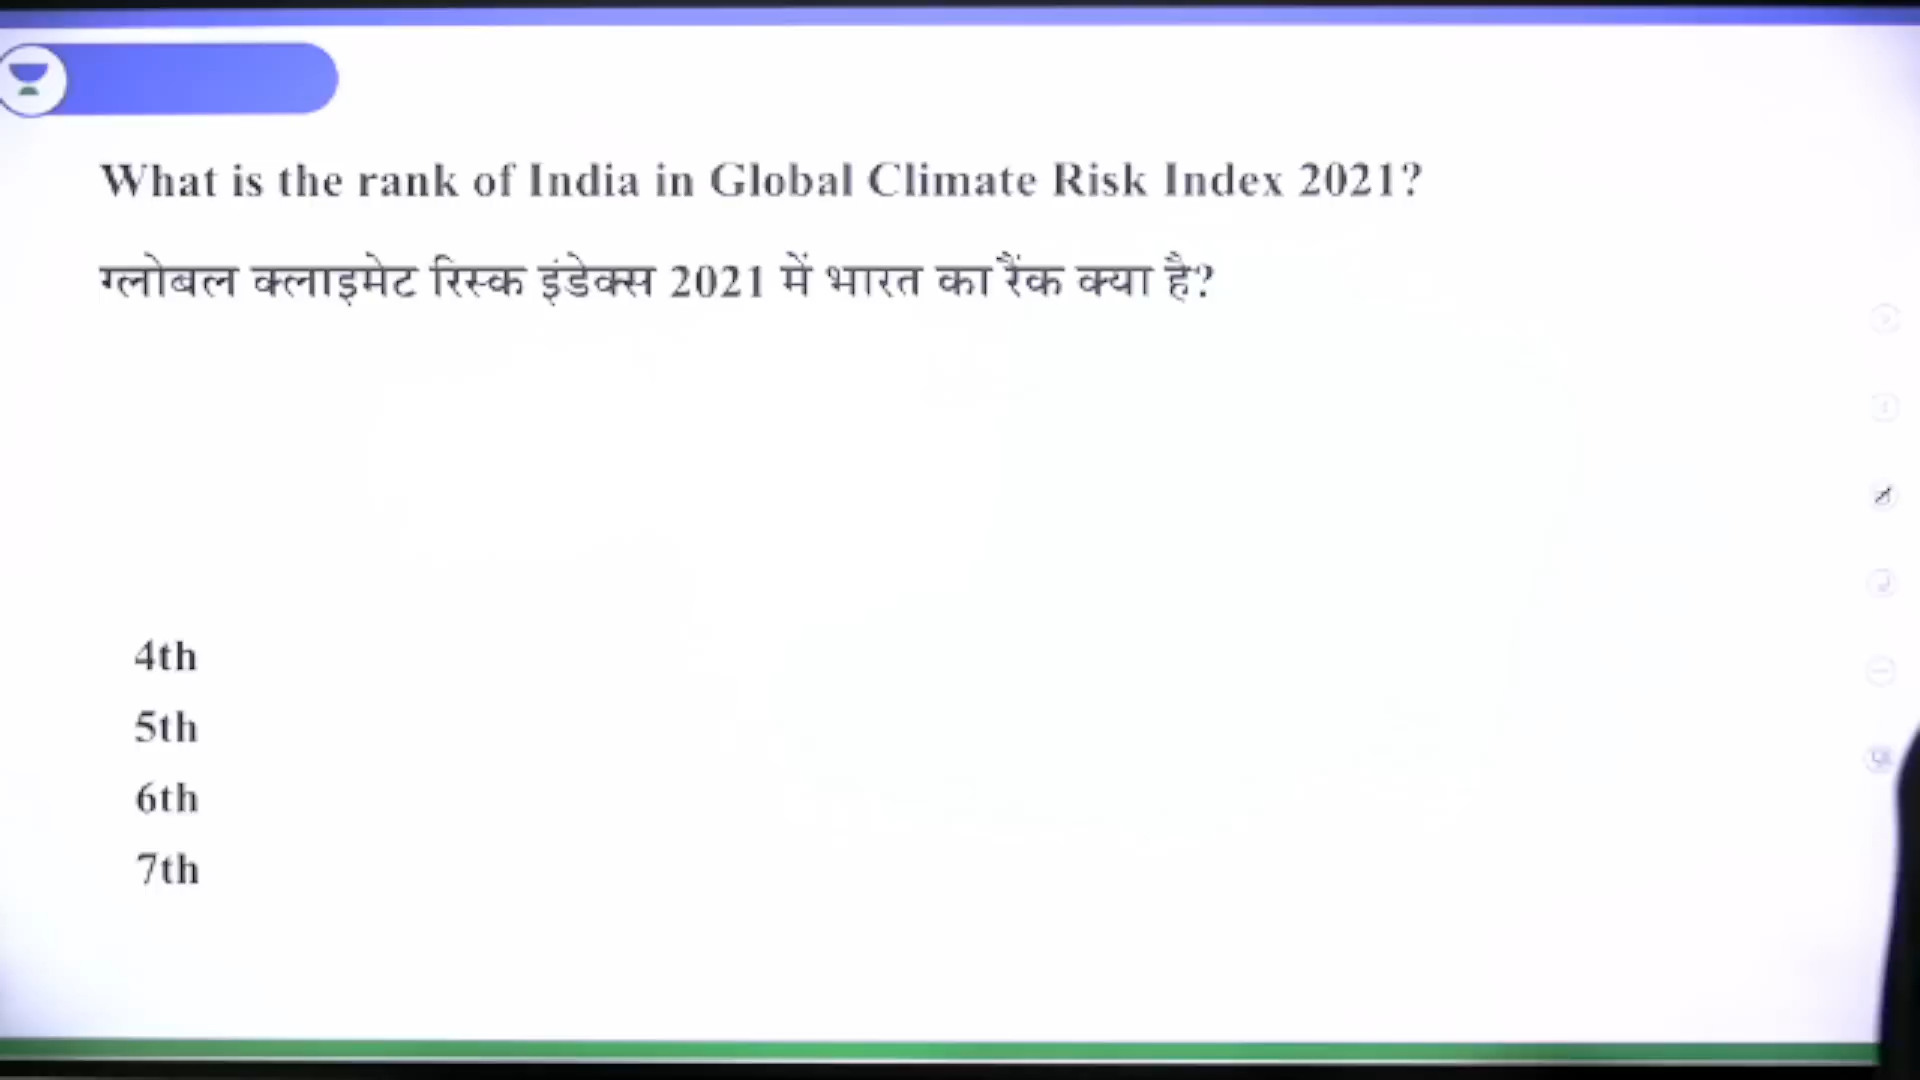 What is the rank of India in Global Climate Risk Index 2021?
ग्लोबल क्लाइमेट रिस्क इंडेक्स 2021 में भारत का रैंक क्या है?
4th
5th
6th
7th